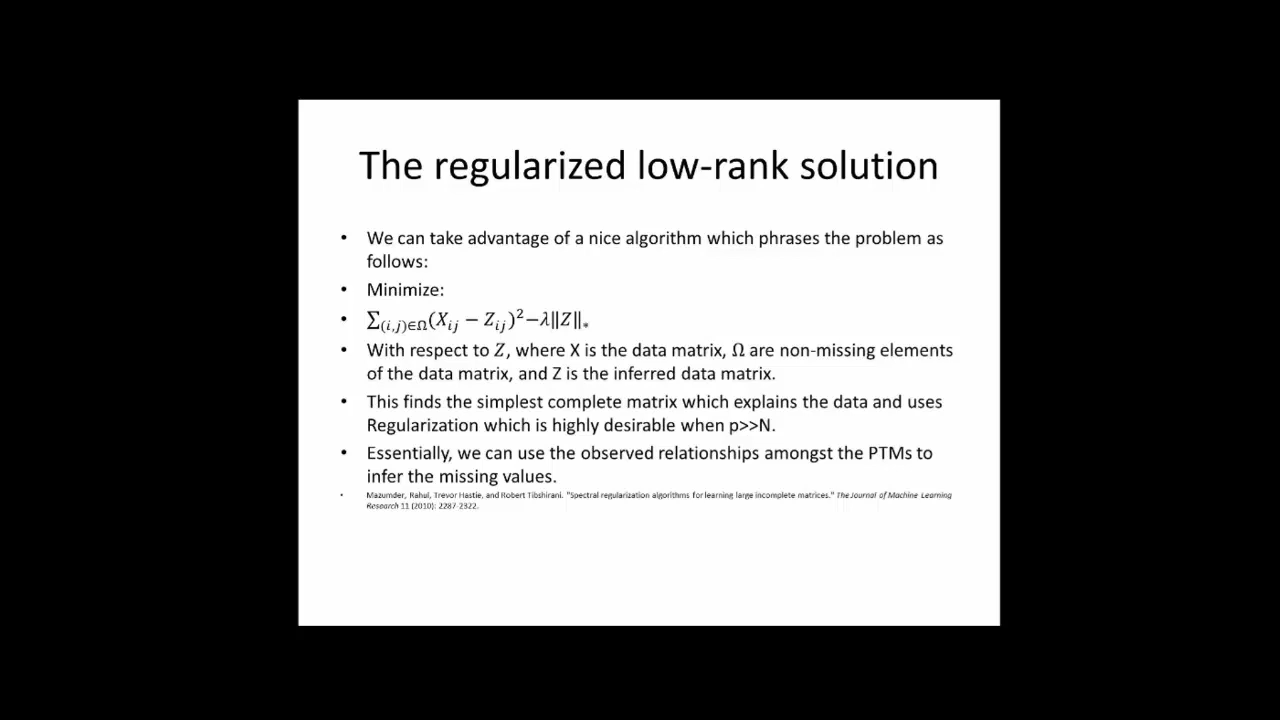 The regularized low-rank solution
• We can take advantage of a nice algorithm which phrases the problem as
follows:
• Minimize:
• ∑(i,j)∈Ω(Xij − Zij)²−λ‖Z‖*
• With respect to Z, where X is the data matrix, Ω are non-missing elements
of the data matrix, and Z is the inferred data matrix.
• This finds the simplest complete matrix which explains the data and uses
Regularization which is highly desirable when p>>N.
• Essentially, we can use the observed relationships amongst the PTMs to
infer the missing values.
• Mazumder, Rahul, Trevor Hastie, and Robert Tibshirani. "Spectral regularization algorithms for learning large incomplete matrices." The Journal of Machine Learning
Research 11 (2010): 2287-2322.